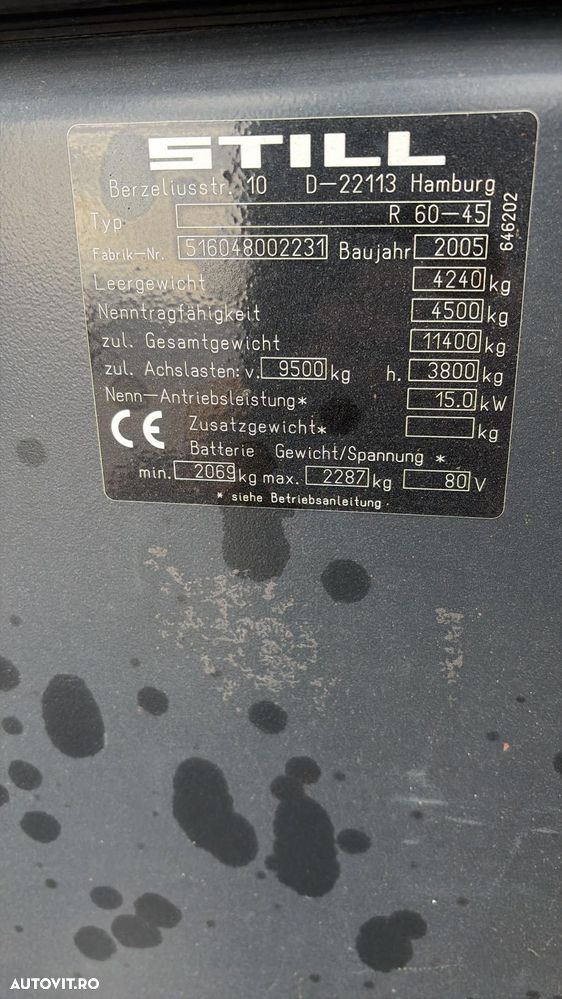 STILL
Berzeliusstr. 10 D-22113 Hamburg
Typ R 60-45
Fabrik-Nr. 516048002231 Baujahr 2005
Leergewicht 4240 kg
Nenntragfähigkeit 4500 kg
zul. Gesamtgewicht 11400 kg
zul. Achslasten: v. 9500 kg h. 3800 kg
Nenn-Antriebsleistung* 15.0 kW
CE Zusatzgewicht* kg
Batterie Gewicht/Spannung *
min. 2069 kg max. 2287 kg 80 V
* siehe Betriebsanleitung
646202
AUTOVIT.RO